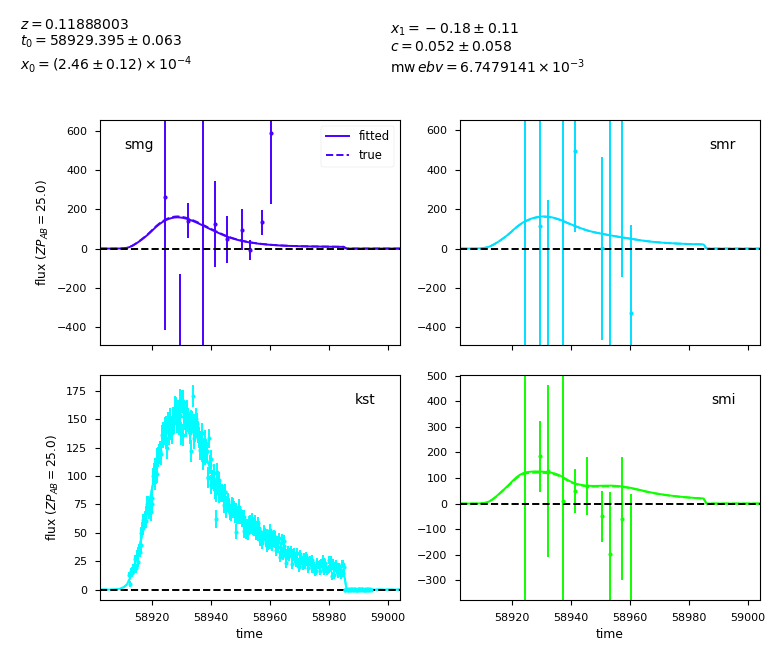 z = 0.11888003
t₀ = 58929.395 ± 0.063
x₀ = (2.46 ± 0.12) × 10⁻⁴
x₁ = −0.18 ± 0.11
c = 0.052 ± 0.058
mw ebv = 6.7479141 × 10⁻³
smg
fitted
true
600
400
200
0
−200
−400
flux (ZP_AB = 25.0)
smr
600
400
200
0
−200
−400
kst
175
150
125
100
75
50
25
0
flux (ZP_AB = 25.0)
58920 58940 58960 58980 59000
time
smi
500
400
300
200
100
0
−100
−200
−300
58920 58940 58960 58980 59000
time